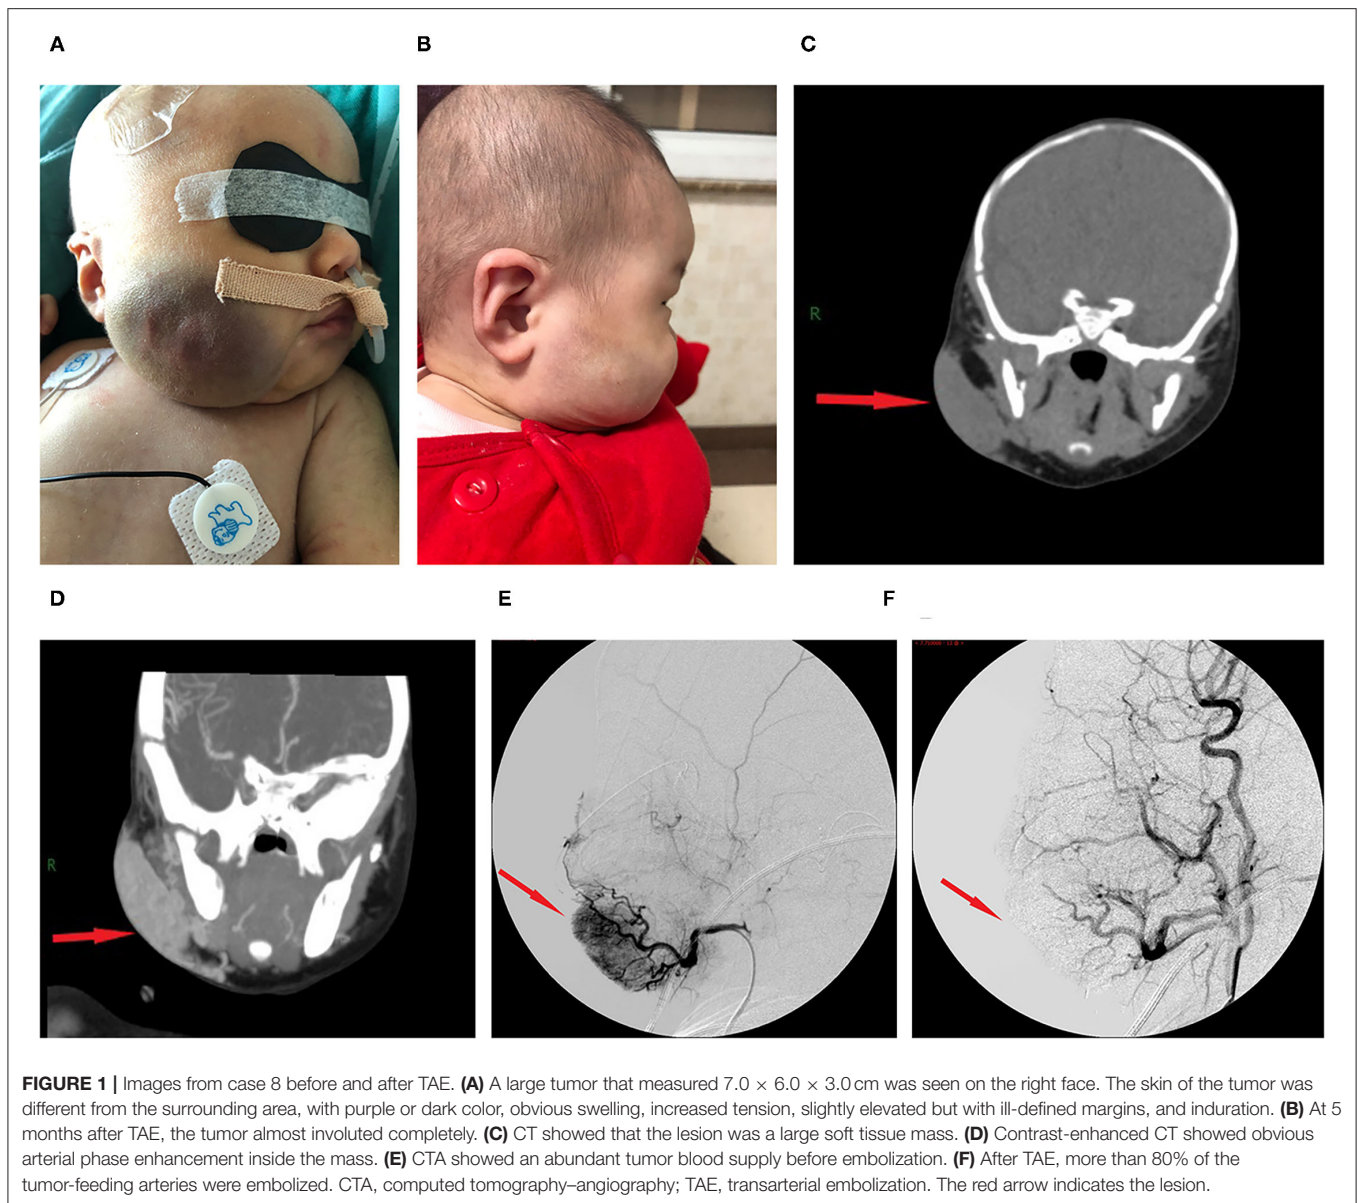 A
B
C
R
D
E
F
R
FIGURE 1 | Images from case 8 before and after TAE. (A) A large tumor that measured 7.0 × 6.0 × 3.0 cm was seen on the right face. The skin of the tumor was
different from the surrounding area, with purple or dark color, obvious swelling, increased tension, slightly elevated but with ill-defined margins, and induration. (B) At 5
months after TAE, the tumor almost involuted completely. (C) CT showed that the lesion was a large soft tissue mass. (D) Contrast-enhanced CT showed obvious
arterial phase enhancement inside the mass. (E) CTA showed an abundant tumor blood supply before embolization. (F) After TAE, more than 80% of the
tumor-feeding arteries were embolized. CTA, computed tomography–angiography; TAE, transarterial embolization. The red arrow indicates the lesion.